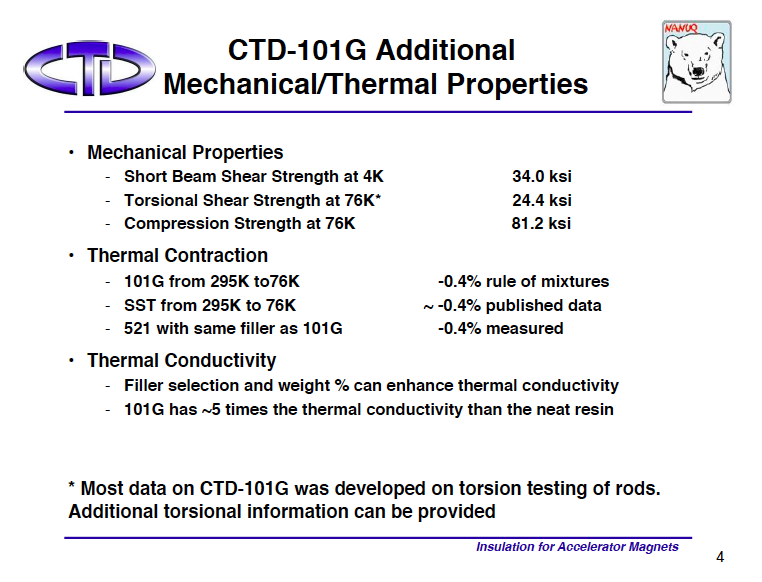 CTD
CTD-101G Additional
Mechanical/Thermal Properties
NANUQ
• Mechanical Properties
- Short Beam Shear Strength at 4K 34.0 ksi
- Torsional Shear Strength at 76K* 24.4 ksi
- Compression Strength at 76K 81.2 ksi
• Thermal Contraction
- 101G from 295K to76K -0.4% rule of mixtures
- SST from 295K to 76K ~ -0.4% published data
- 521 with same filler as 101G -0.4% measured
• Thermal Conductivity
- Filler selection and weight % can enhance thermal conductivity
- 101G has ~5 times the thermal conductivity than the neat resin
* Most data on CTD-101G was developed on torsion testing of rods.
Additional torsional information can be provided
Insulation for Accelerator Magnets
4